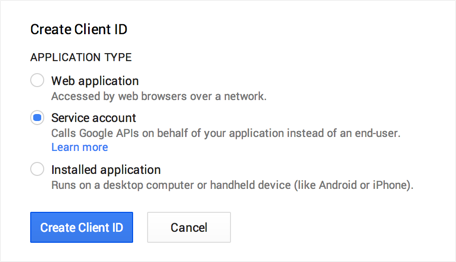 Create Client ID
APPLICATION TYPE
Web application
Accessed by web browsers over a network.
Service account
Calls Google APIs on behalf of your application instead of an end-user.
Learn more
Installed application
Runs on a desktop computer or handheld device (like Android or iPhone).
Create Client ID
Cancel